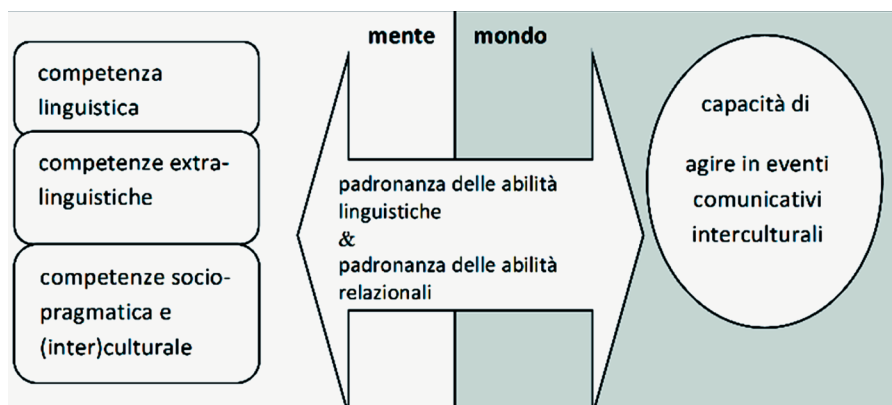 mente
mondo
competenza
linguistica
competenze extra-
linguistiche
competenze socio-
pragmatica e
(inter)culturale
padronanza delle abilità
linguistiche
&
padronanza delle abilità
relazionali
capacità di
agire in eventi
comunicativi
interculturali